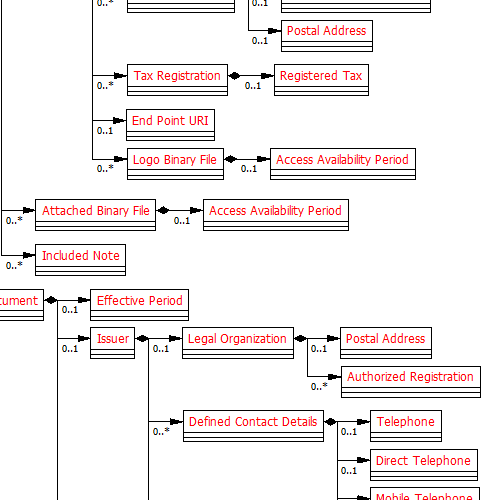 0..*
0..1
0..1
Postal Address
Tax Registration
Registered Tax
0..*
0..1
End Point URI
0..1
Logo Binary File
Access Availability Period
0..*
0..1
Attached Binary File
Access Availability Period
0..*
0..1
Included Note
0..*
cument
Effective Period
0..1
Issuer
Legal Organization
Postal Address
0..1
0..1
0..1
Authorized Registration
0..*
Defined Contact Details
Telephone
0..*
0..1
Direct Telephone
0..1
Mobile Telephone